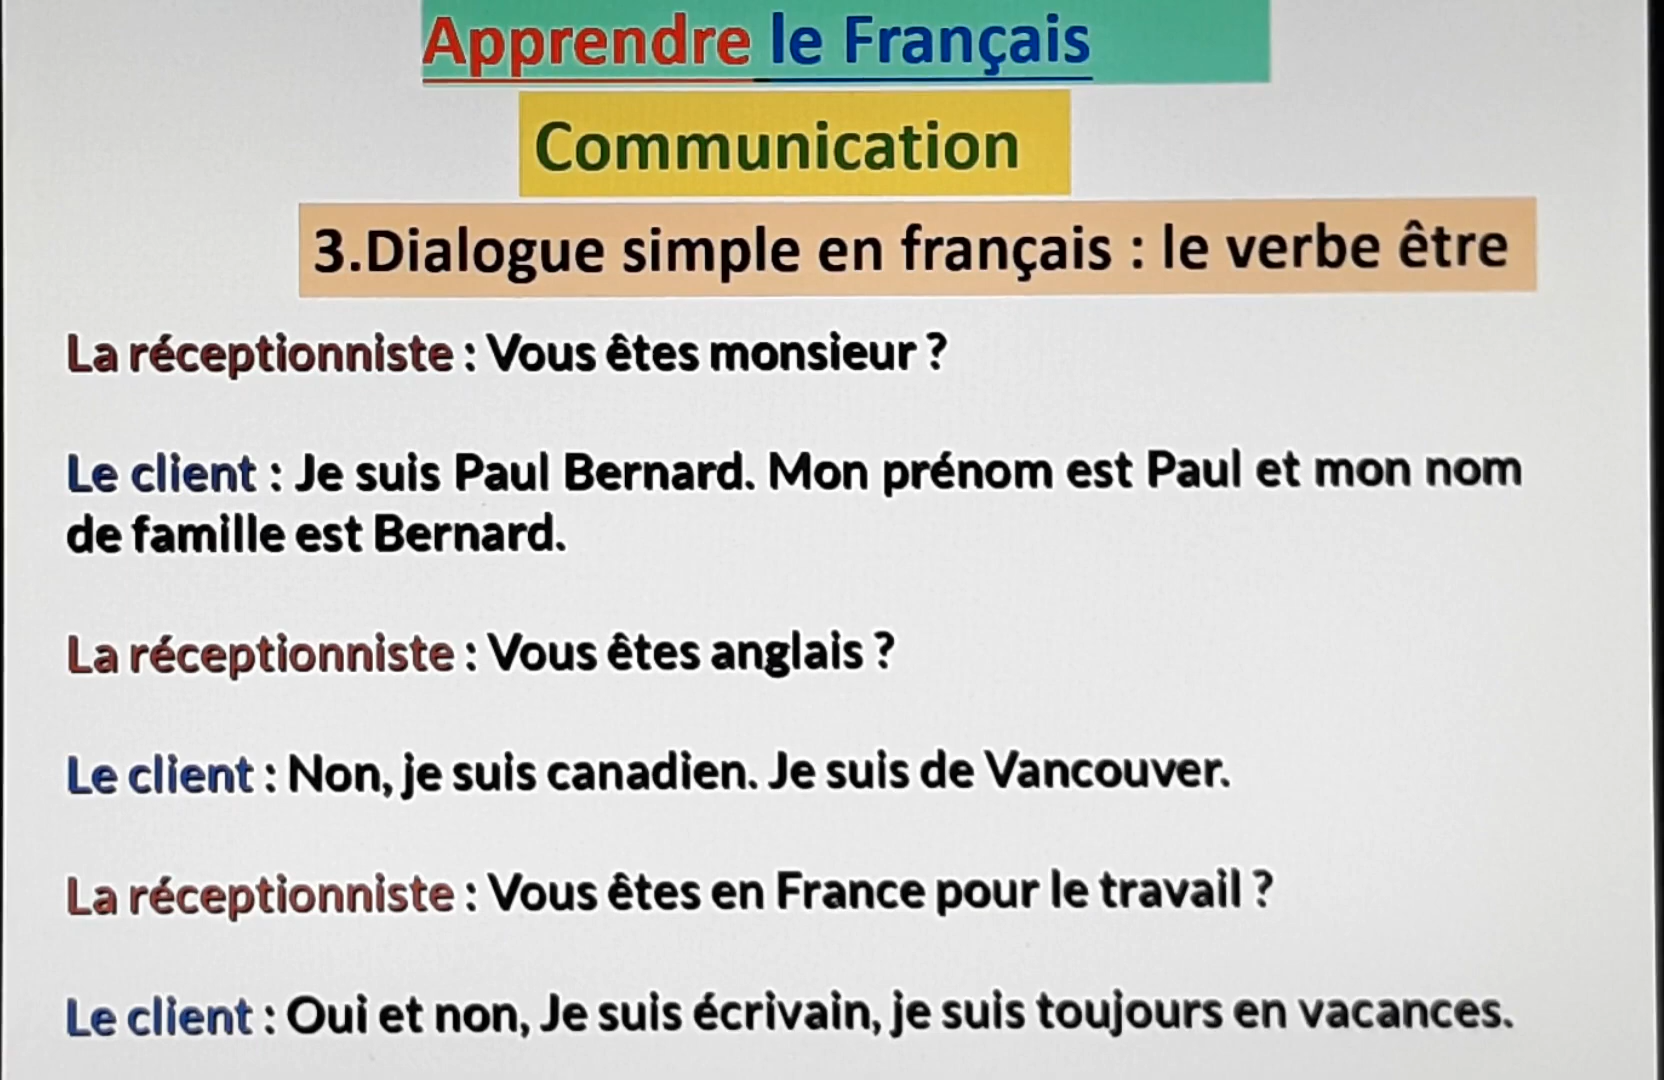 Apprendre le Français
Communication
3.Dialogue simple en français : le verbe être
La réceptionniste : Vous êtes monsieur ?
Le client : Je suis Paul Bernard. Mon prénom est Paul et mon nom
de famille est Bernard.
La réceptionniste : Vous êtes anglais ?
Le client : Non, je suis canadien. Je suis de Vancouver.
La réceptionniste : Vous êtes en France pour le travail ?
Le client : Oui et non, Je suis écrivain, je suis toujours en vacances.